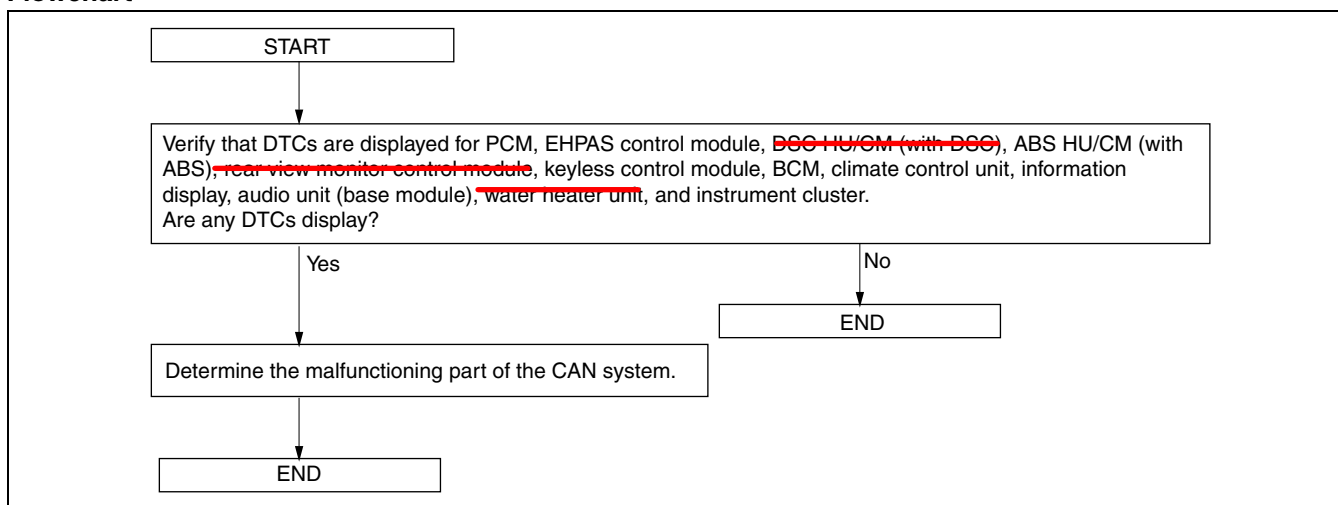 START
Verify that DTCs are displayed for PCM, EHPAS control module, DSC HU/CM (with DSC), ABS HU/CM (with
ABS), rear view monitor control module, keyless control module, BCM, climate control unit, information
display, audio unit (base module), water heater unit, and instrument cluster.
Are any DTCs display?
Yes
No
END
Determine the malfunctioning part of the CAN system.
END